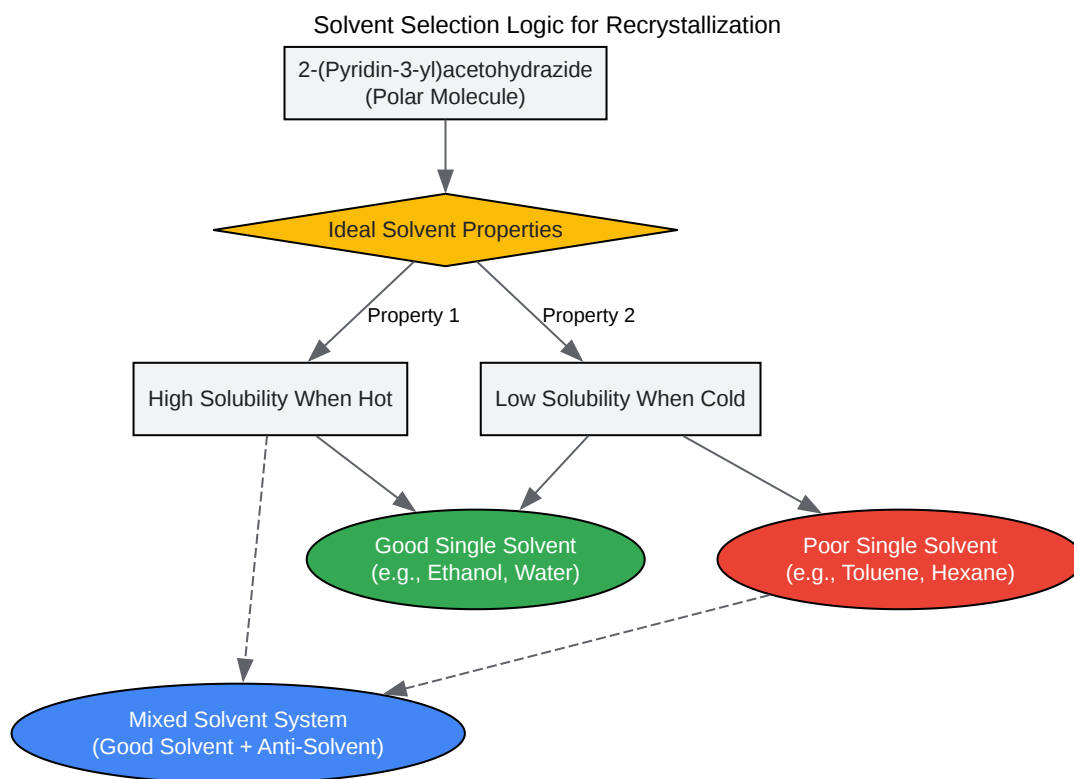 Solvent Selection Logic for Recrystallization
2-(Pyridin-3-yl)acetohydrazide
(Polar Molecule)
Ideal Solvent Properties
Property 1
Property 2
High Solubility When Hot
Low Solubility When Cold
Good Single Solvent
(e.g., Ethanol, Water)
Poor Single Solvent
(e.g., Toluene, Hexane)
Mixed Solvent System
(Good Solvent + Anti-Solvent)